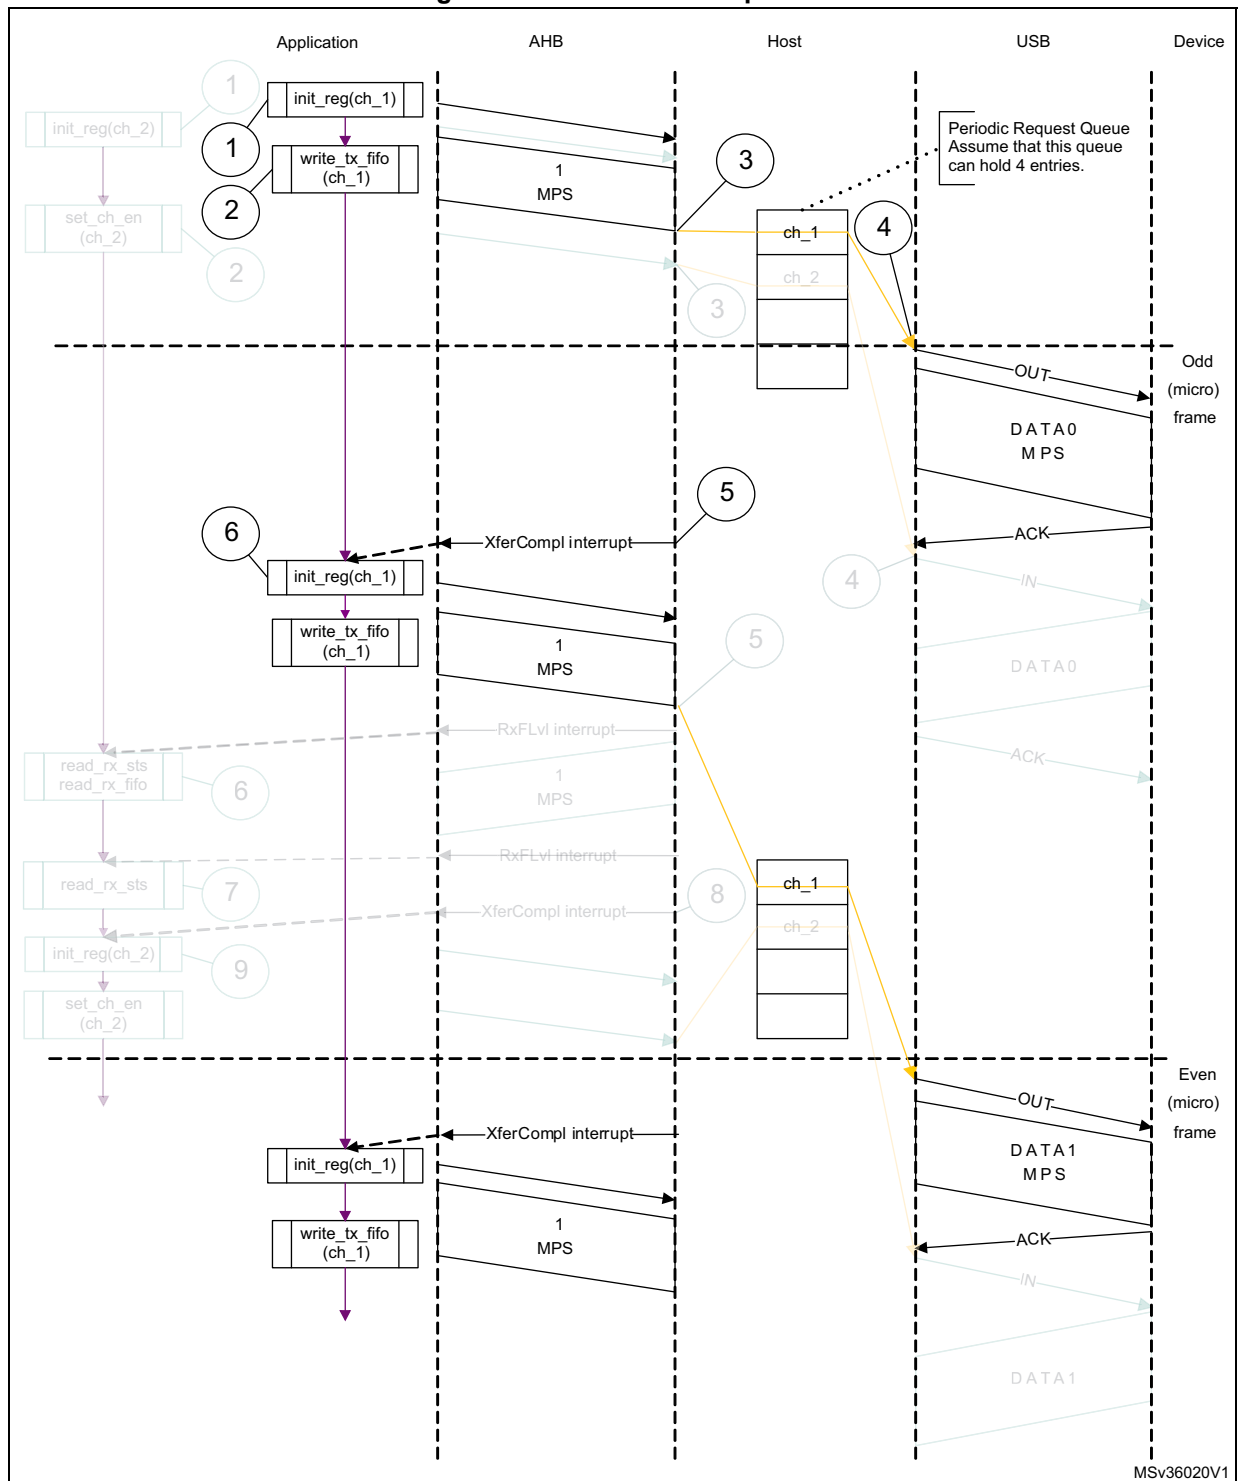 Application
AHB
Host
USB
Device
1
init_reg(ch_1)
init_reg(ch_2)
1
Periodic Request Queue
Assume that this queue
can hold 4 entries.
write_tx_fifo
(ch_1)
1
MPS
3
2
set_ch_en
(ch_2)
2
ch_1
4
ch_2
3
Odd
(micro)
frame
OUT
DATA0
MPS
5
6
XferCompl interrupt
ACK
init_reg(ch_1)
4
IN
write_tx_fifo
(ch_1)
1
MPS
5
DATA0
RxFLvl interrupt
ACK
read_rx_sts
read_rx_fifo
6
1
MPS
RxFLvl interrupt
read_rx_sts
7
ch_1
8
XferCompl interrupt
ch_2
init_reg(ch_2)
9
set_ch_en
(ch_2)
Even
(micro)
frame
OUT
XferCompl interrupt
init_reg(ch_1)
DATA1
MPS
write_tx_fifo
(ch_1)
1
MPS
ACK
IN
DATA1
MSv36020V1